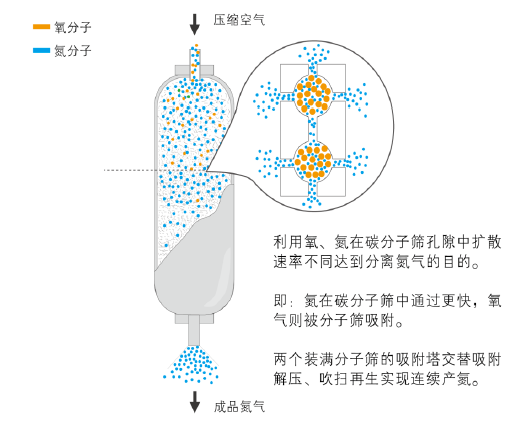 压缩空气
氧分子
氮分子
利用氧、氮在碳分子筛孔隙中扩散
速率不同达到分离氮气的目的。
即：氮在碳分子筛中通过更快，氧
气则被分子筛吸附。
两个装满分子筛的吸附塔交替吸附
解压、吹扫再生实现连续产氮。
成品氮气